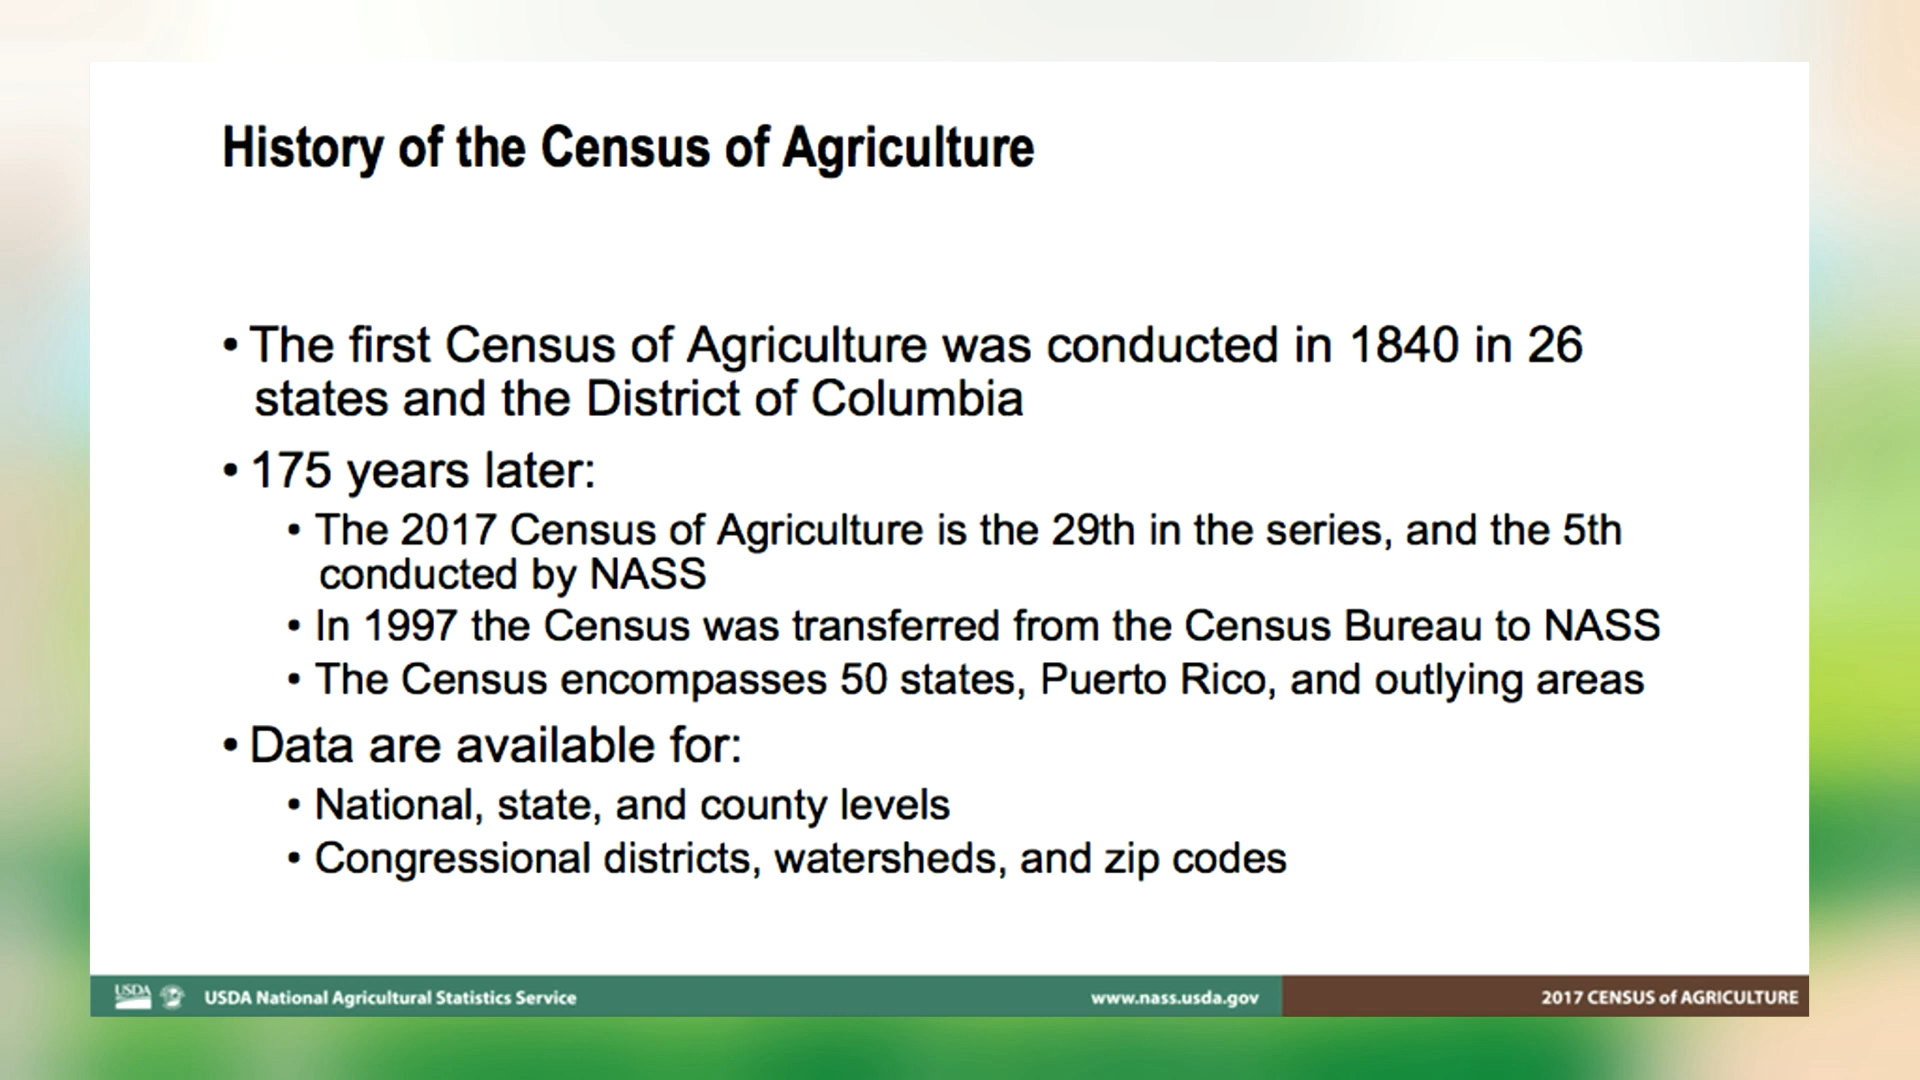 History of the Census of Agriculture
• The first Census of Agriculture was conducted in 1840 in 26
states and the District of Columbia
• 175 years later:
• The 2017 Census of Agriculture is the 29th in the series, and the 5th
conducted by NASS
• In 1997 the Census was transferred from the Census Bureau to NASS
• The Census encompasses 50 states, Puerto Rico, and outlying areas
• Data are available for:
• National, state, and county levels
• Congressional districts, watersheds, and zip codes
USDA USDA National Agricultural Statistics Service www.nass.usda.gov 2017 CENSUS of AGRICULTURE